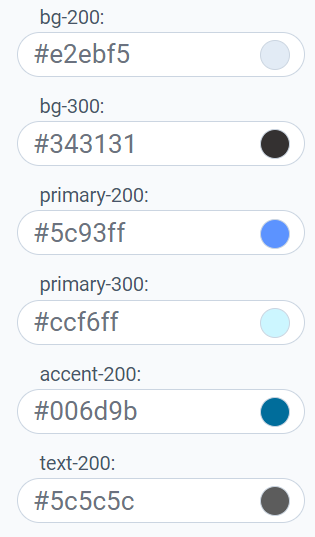 bg-200:
#e2ebf5
bg-300:
#343131
primary-200:
#5c93ff
primary-300:
#ccf6ff
accent-200:
#006d9b
text-200:
#5c5c5c